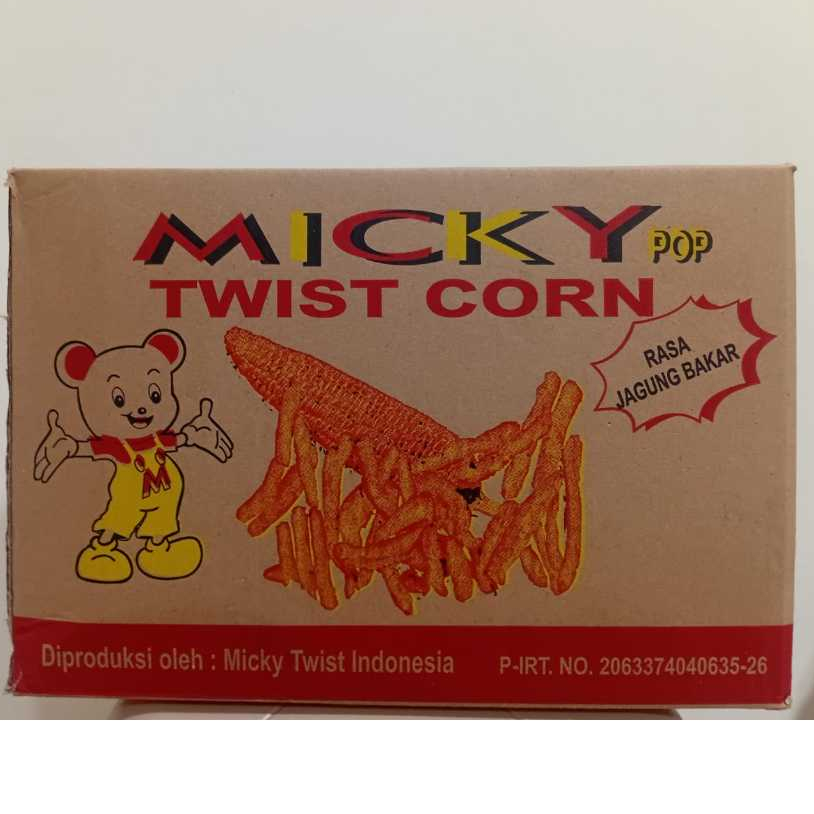 MICKY POP
TWIST CORN
RASA
JAGUNG BAKAR
M
Diproduksi oleh : Micky Twist Indonesia
P-IRT. NO. 2063374040635-26